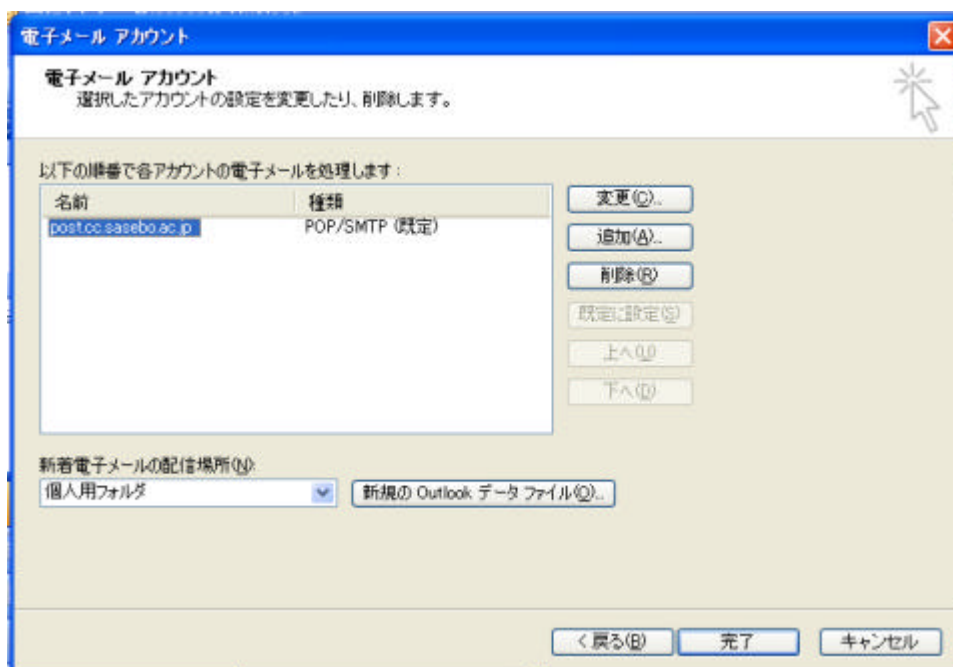 電子メール アカウント
電子メール アカウント
選択したアカウントの設定を変更したり、削除します。
以下の順番で各アカウントの電子メールを処理します:
名前 種類
post.cc.sasebo.ac.jp POP/SMTP (既定)
変更(C)...
追加(A)...
削除(R)
既定に設定(S)
上へ(U)
下へ(D)
新着電子メールの配信場所(N):
個人用フォルダ 新規の Outlook データ ファイル(O)...
< 戻る(B) 完了 キャンセル